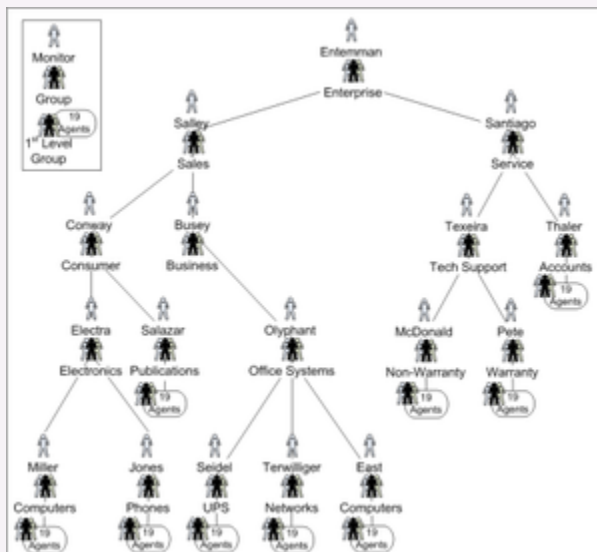 Monitor
Group
19
Agents
1st Level
Group
Entemman
Enterprise
Salley
Sales
Santiago
Service
Conway
Consumer
Busey
Business
Texeira
Tech Support
Thaler
Accounts
19
Agents
Electra
Electronics
Salazar
Publications
19
Agents
Olyphant
Office Systems
McDonald
Non-Warranty
19
Agents
Pete
Warranty
19
Agents
Miller
Computers
19
Agents
Jones
Phones
19
Agents
Seidel
UPS
19
Agents
Terwilliger
Networks
19
Agents
East
Computers
19
Agents